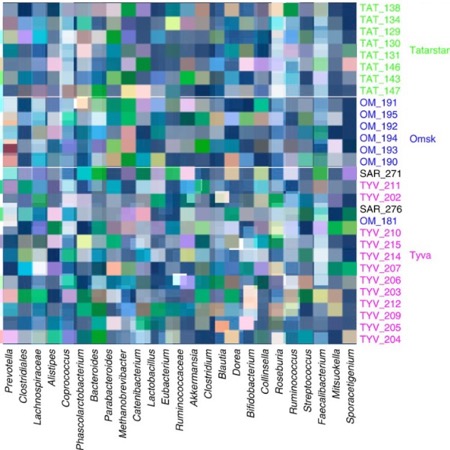 TAT_138
TAT_134
TAT_129
TAT_130
TAT_131
TAT_146
TAT_143
TAT_147
Tatarstar
OM_191
OM_195
OM_192
OM_194
OM_193
OM_190
Omsk
SAR_271
TYV_211
TYV_202
SAR_276
OM_181
TYV_210
TYV_215
TYV_214
TYV_207
TYV_206
TYV_203
TYV_212
TYV_209
TYV_205
TYV_204
Tyva
Prevotella
Clostridiales
Lachnospiraceae
Alistipes
Coprococcus
Phascolarctobacterium
Bacteroides
Parabacteroides
Methanobrevibacter
Catenibacterium
Lactobacillus
Eubacterium
Ruminococcaceae
Akkermansia
Clostridium
Blautia
Dorea
Bifidobacterium
Collinsella
Roseburia
Ruminococcus
Streptococcus
Faecalibacterium
Mitsuokella
Sporacetigenium